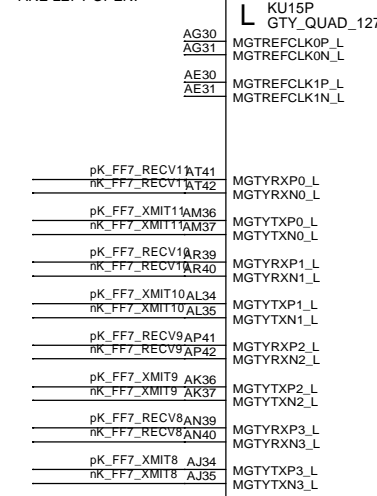 L KU15P
GTY_QUAD_127
AG30 MGTREFCLK0P_L
AG31 MGTREFCLK0N_L
AE30 MGTREFCLK1P_L
AE31 MGTREFCLK1N_L
pK_FF7_RECV11 AT41 MGTYRXP0_L
nK_FF7_RECV11 AT42 MGTYRXN0_L
pK_FF7_XMIT11 AM36 MGTYTXP0_L
nK_FF7_XMIT11 AM37 MGTYTXN0_L
pK_FF7_RECV10 AR39 MGTYRXP1_L
nK_FF7_RECV10 AR40 MGTYRXN1_L
pK_FF7_XMIT10 AL34 MGTYTXP1_L
nK_FF7_XMIT10 AL35 MGTYTXN1_L
pK_FF7_RECV9 AP41 MGTYRXP2_L
nK_FF7_RECV9 AP42 MGTYRXN2_L
pK_FF7_XMIT9 AK36 MGTYTXP2_L
nK_FF7_XMIT9 AK37 MGTYTXN2_L
pK_FF7_RECV8 AN39 MGTYRXP3_L
nK_FF7_RECV8 AN40 MGTYRXN3_L
pK_FF7_XMIT8 AJ34 MGTYTXP3_L
nK_FF7_XMIT8 AJ35 MGTYTXN3_L